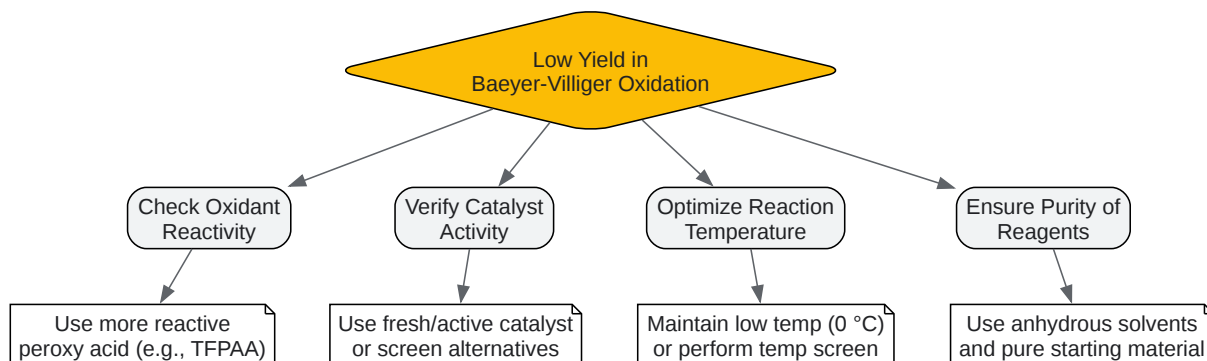 Low Yield in
Baeyer-Villiger Oxidation
Check Oxidant
Reactivity
Verify Catalyst
Activity
Optimize Reaction
Temperature
Ensure Purity of
Reagents
Use more reactive
peroxy acid (e.g., TFPAA)
Use fresh/active catalyst
or screen alternatives
Maintain low temp (0 °C)
or perform temp screen
Use anhydrous solvents
and pure starting material